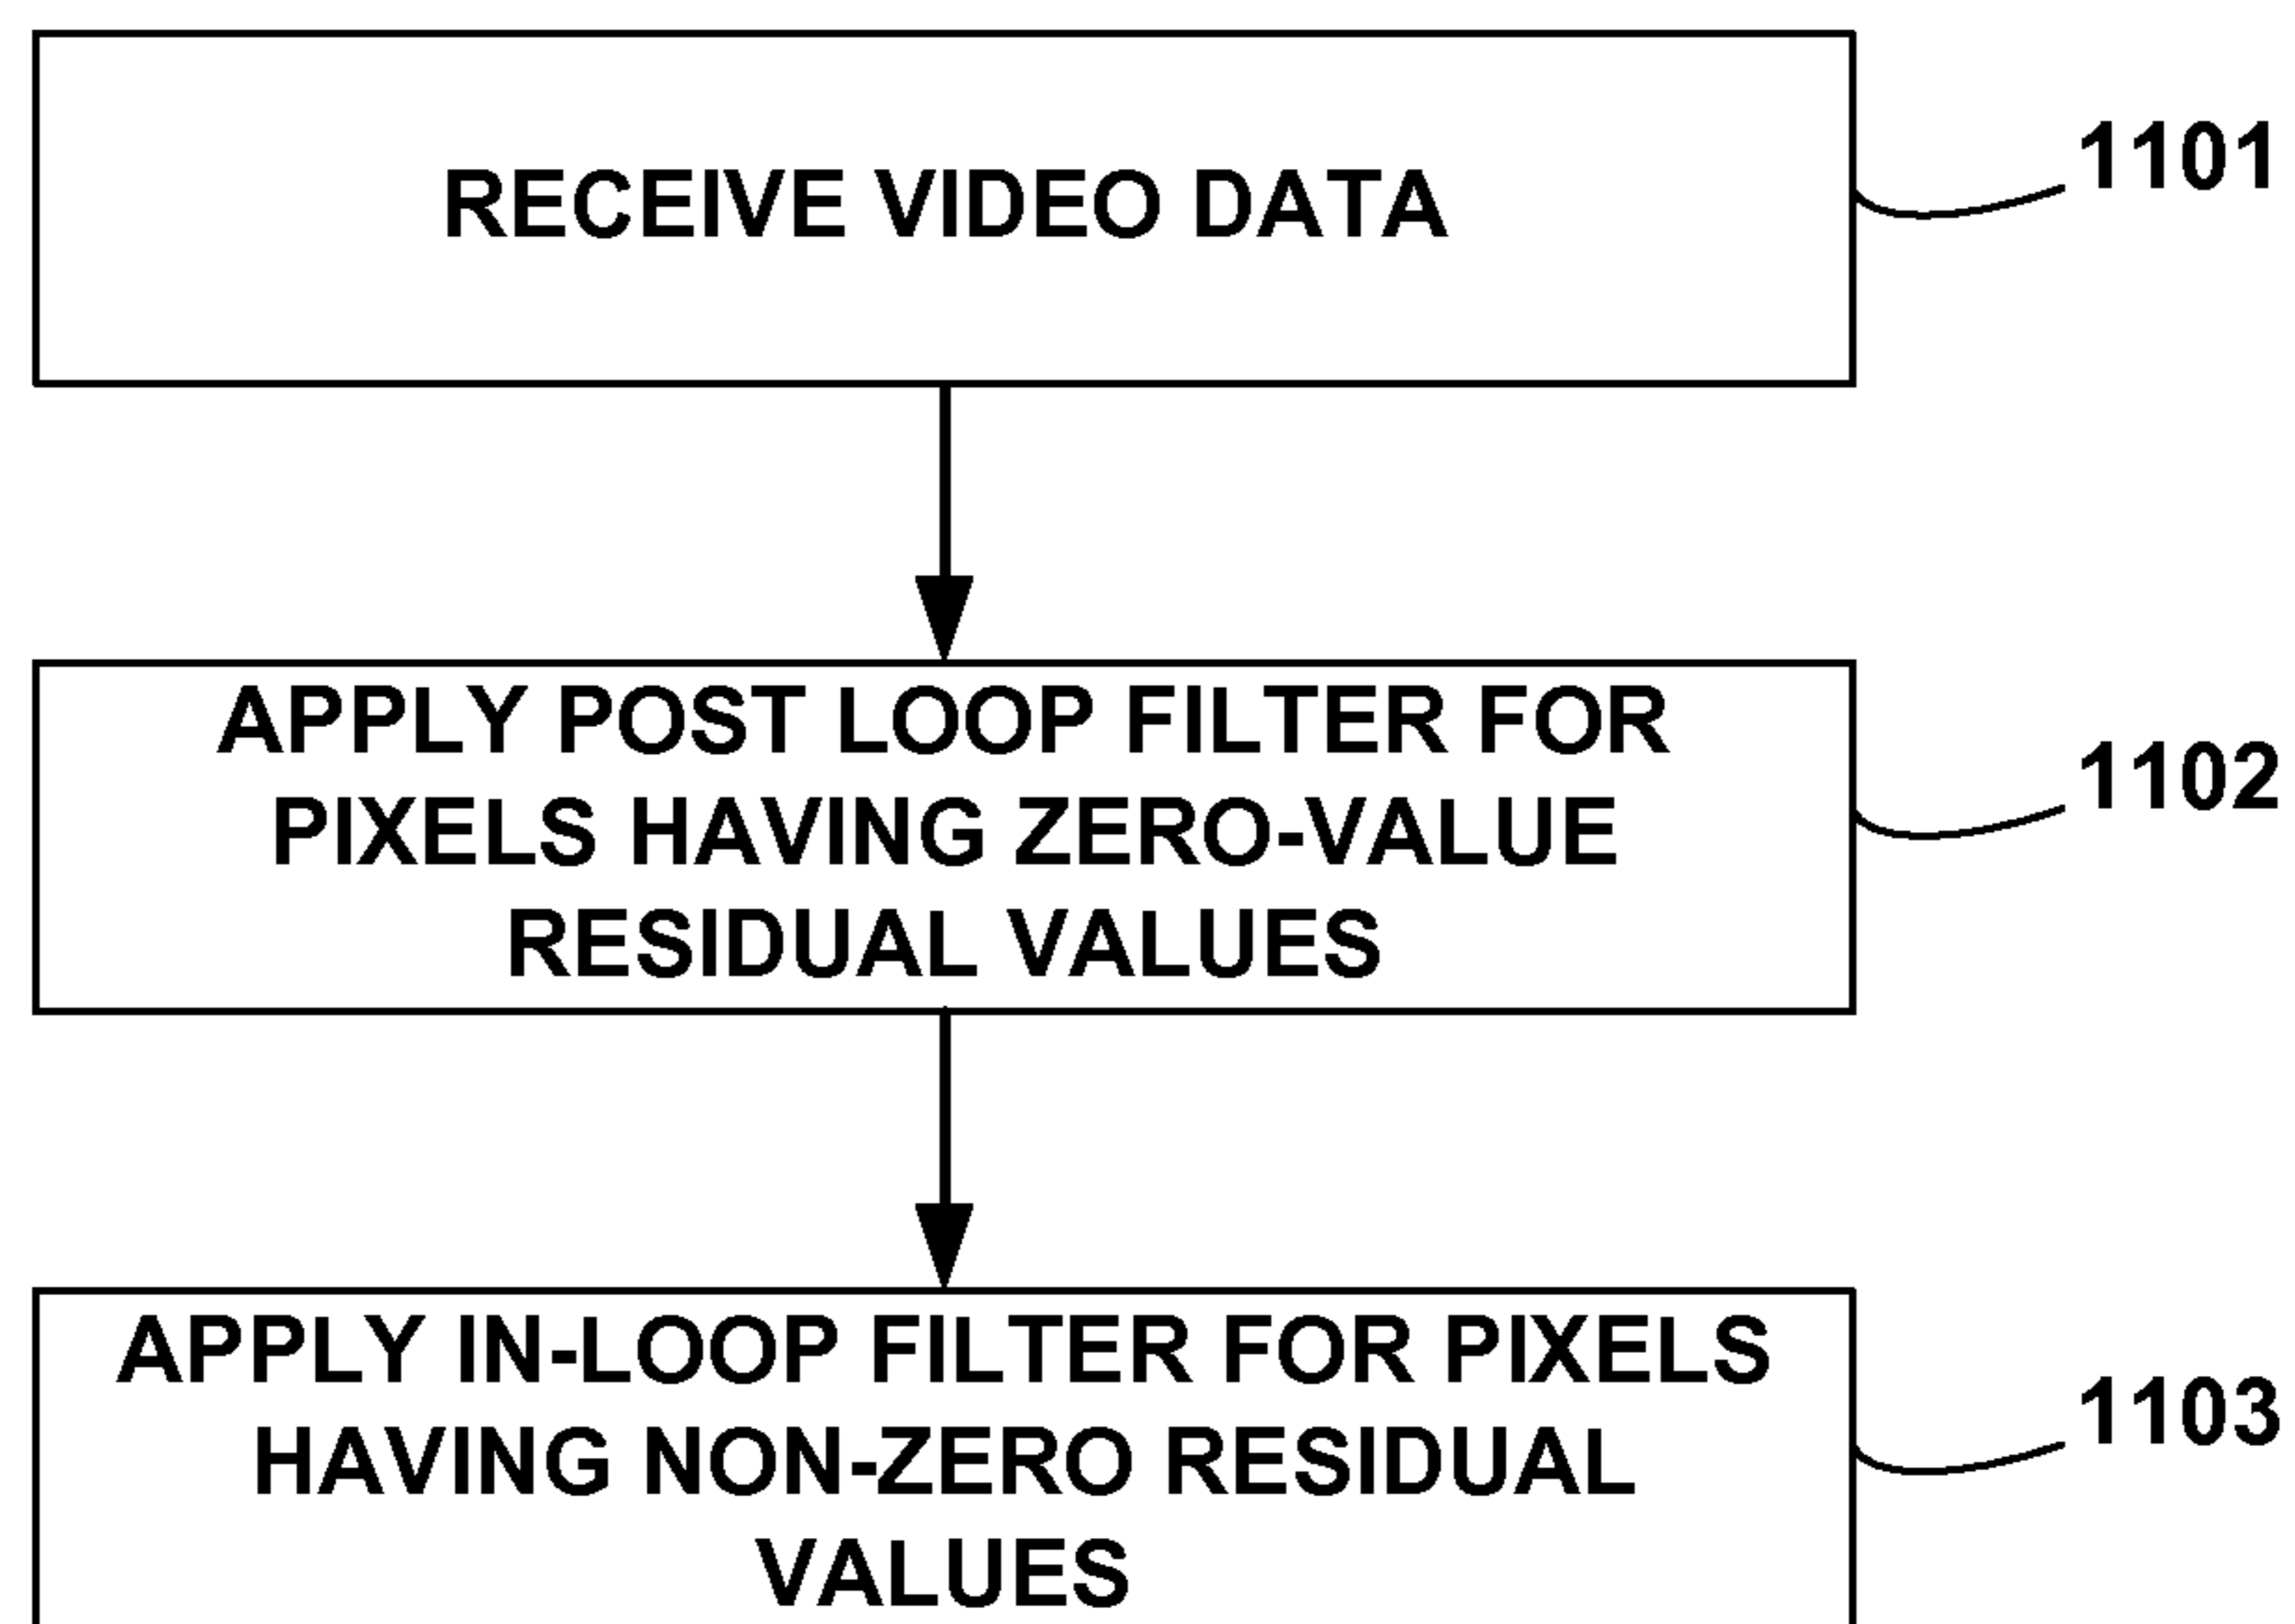 RECEIVE VIDEO DATA
1101
APPLY POST LOOP FILTER FOR
PIXELS HAVING ZERO-VALUE
RESIDUAL VALUES
1102
APPLY IN-LOOP FILTER FOR PIXELS
HAVING NON-ZERO RESIDUAL
VALUES
1103